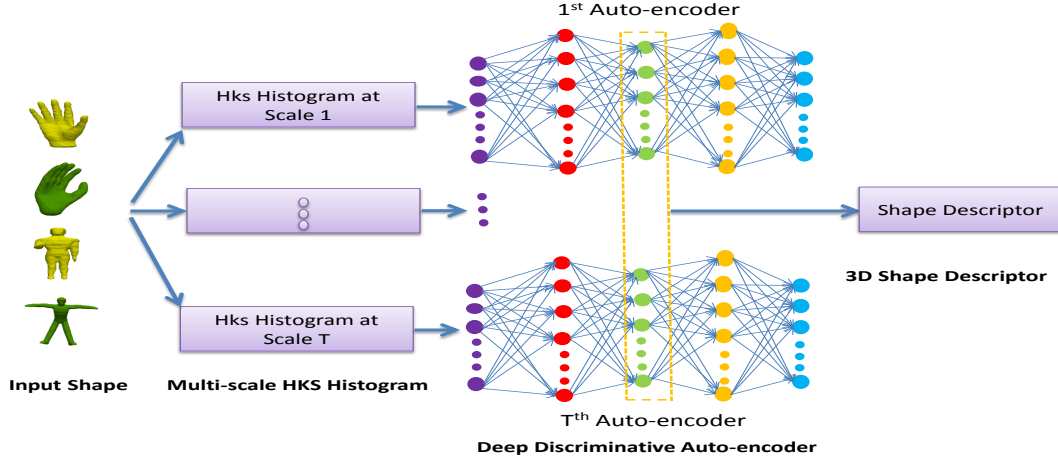 1st Auto-encoder
Hks Histogram at
Scale 1
Shape Descriptor
3D Shape Descriptor
Hks Histogram at
Scale T
Input Shape
Multi-scale HKS Histogram
Tth Auto-encoder
Deep Discriminative Auto-encoder